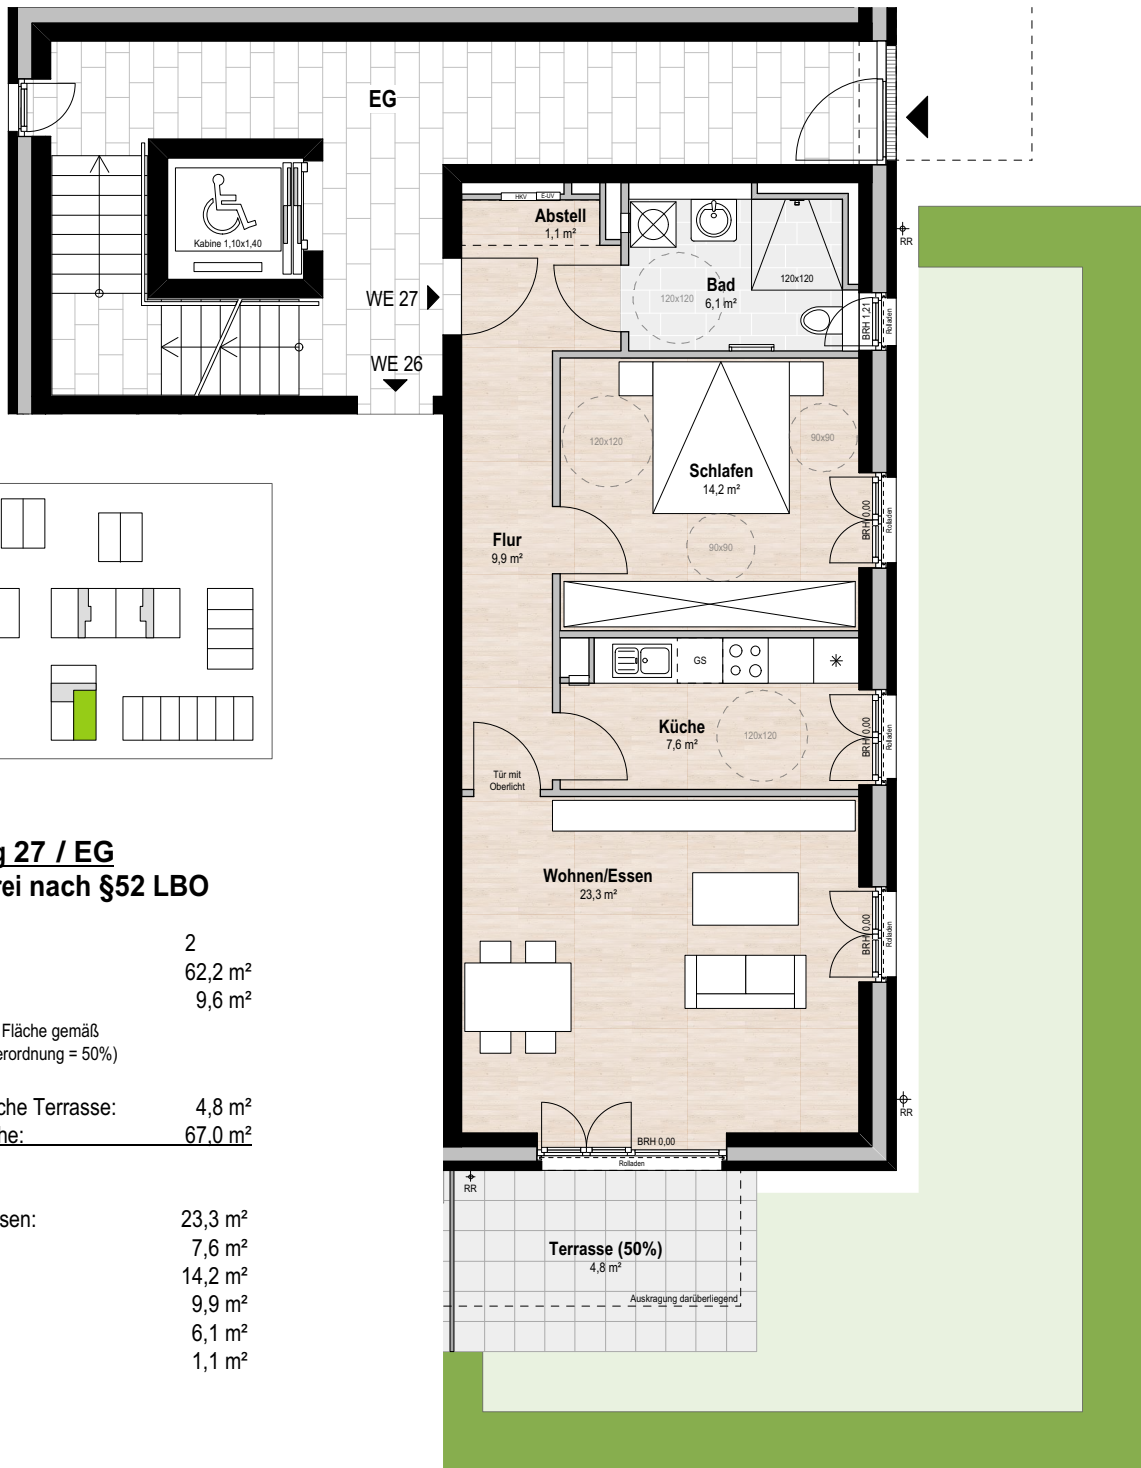 EG
Kabine 1,10x1,40
WE 27
WE 26
HKV
E-UV
Abstell
1,1 m²
Bad
6,1 m²
120x120
120x120
BRH 1,21
Rolladen
RR
120x120
90x90
Schlafen
14,2 m²
90x90
BRH 0,00
Rolladen
Flur
9,9 m²
GS
Küche
7,6 m²
120x120
BRH 0,00
Rolladen
Tür mit
Oberlicht
Wohnen/Essen
23,3 m²
BRH 0,00
Rolladen
BRH 0,00
Rolladen
RR
RR
Terrasse (50%)
4,8 m²
Auskragung darüberliegend
g 27 / EG
rei nach §52 LBO
2
62,2 m²
9,6 m²
Fläche gemäß
erordnung = 50%)
che Terrasse: 4,8 m²
he: 67,0 m²
sen: 23,3 m²
7,6 m²
14,2 m²
9,9 m²
6,1 m²
1,1 m²